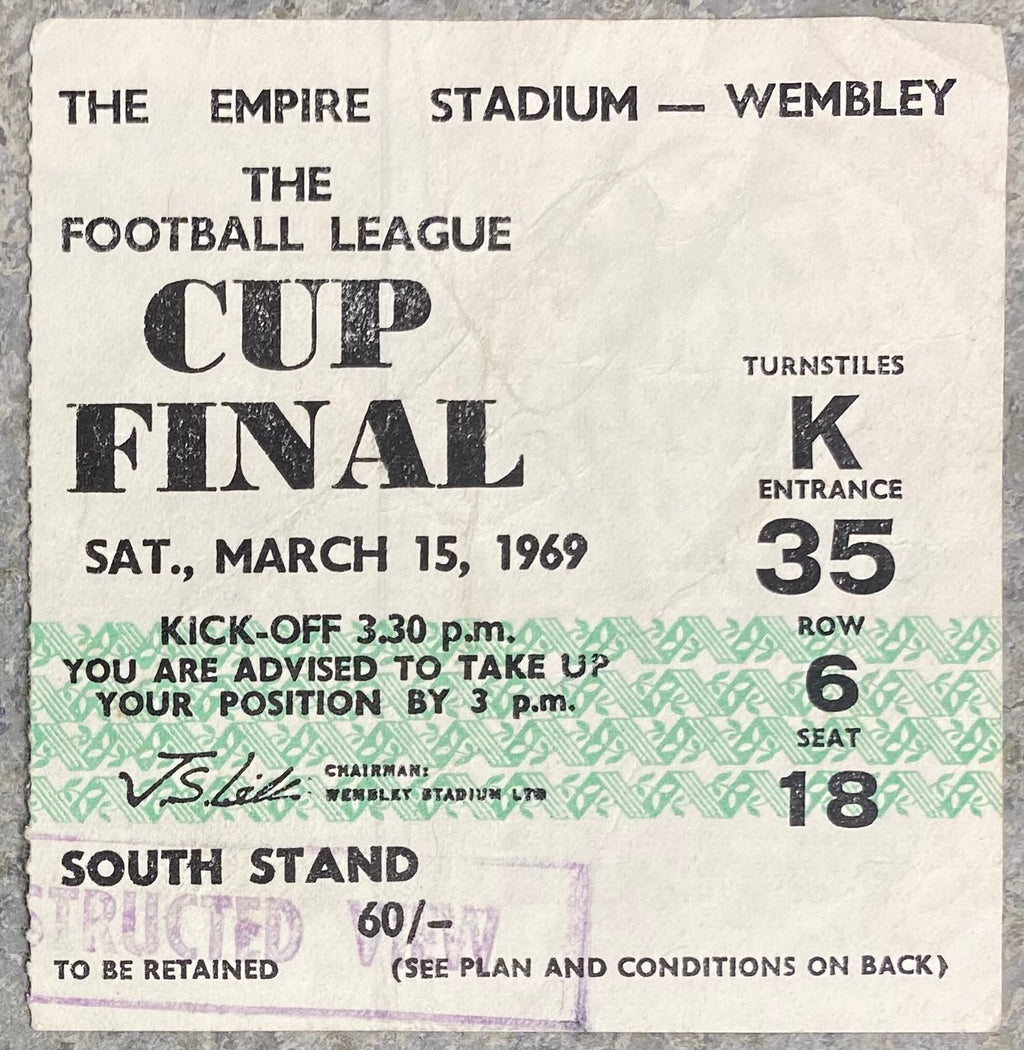 THE EMPIRE STADIUM — WEMBLEY
THE
FOOTBALL LEAGUE
CUP
FINAL
SAT., MARCH 15, 1969
KICK-OFF 3.30 p.m.
YOU ARE ADVISED TO TAKE UP
YOUR POSITION BY 3 p.m.
CHAIRMAN:
WEMBLEY STADIUM LTD
TURNSTILES
K
ENTRANCE
35
ROW
6
SEAT
18
SOUTH STAND
60/–
STRUCTED VIEW
TO BE RETAINED (SEE PLAN AND CONDITIONS ON BACK)